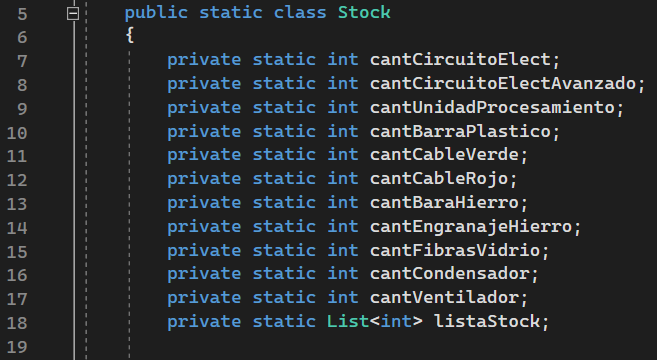 5 public static class Stock
6 {
7 private static int cantCircuitoElect;
8 private static int cantCircuitoElectAvanzado;
9 private static int cantUnidadProcesamiento;
10 private static int cantBarraPlastico;
11 private static int cantCableVerde;
12 private static int cantCableRojo;
13 private static int cantBaraHierro;
14 private static int cantEngranajeHierro;
15 private static int cantFibrasVidrio;
16 private static int cantCondensador;
17 private static int cantVentilador;
18 private static List<int> listaStock;
19